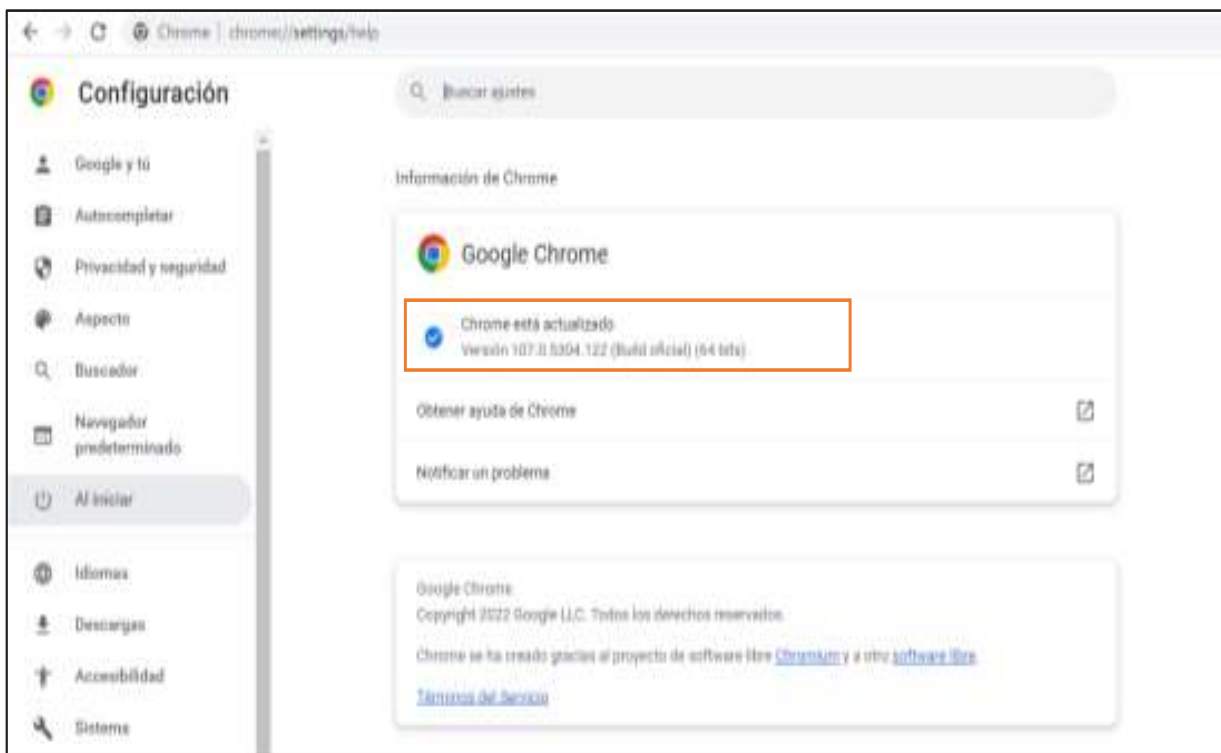 Chrome | chrome://settings/help
Configuración
Buscar ajustes
Google y tú
Autocompletar
Privacidad y seguridad
Aspecto
Buscador
Navegador
predeterminado
Al iniciar
Idiomas
Descargas
Accesibilidad
Sistema
Información de Chrome
Google Chrome
Chrome está actualizado
Versión 107.0.5304.122 (Build oficial) (64 bits)
Obtener ayuda de Chrome
Notificar un problema
Google Chrome
Copyright 2022 Google LLC. Todos los derechos reservados.
Chrome se ha creado gracias al proyecto de software libre Chromium y a otro software libre.
Términos del Servicio